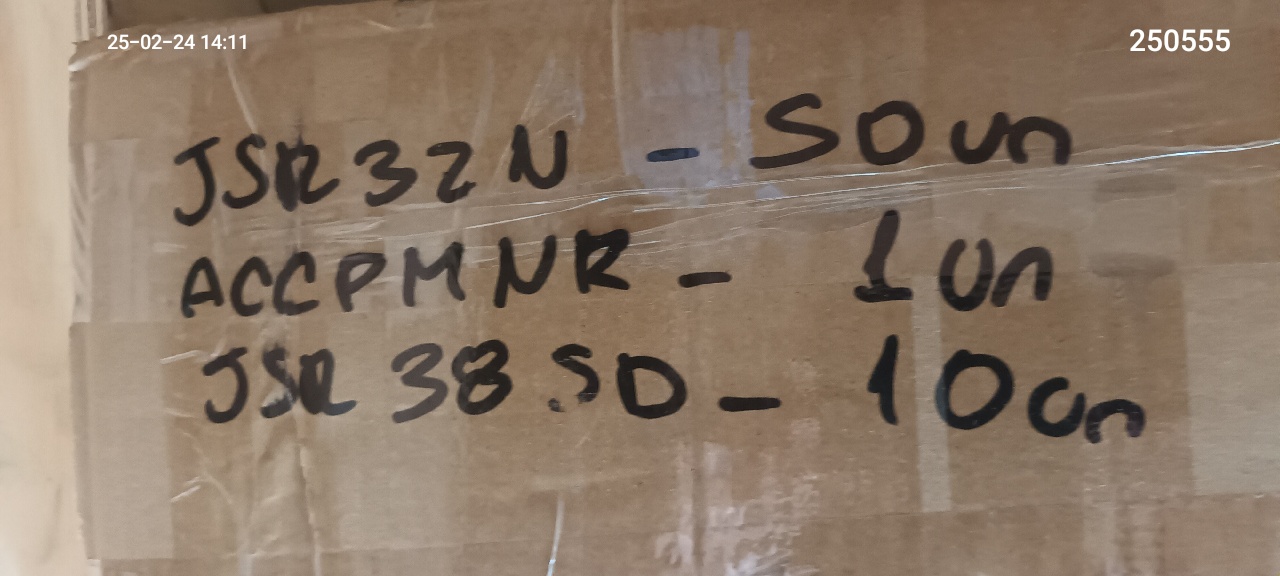 25-02-24 14:11
250555
JSR32N - 50un
ACCPMNR - 1un
JSR38SD - 10un